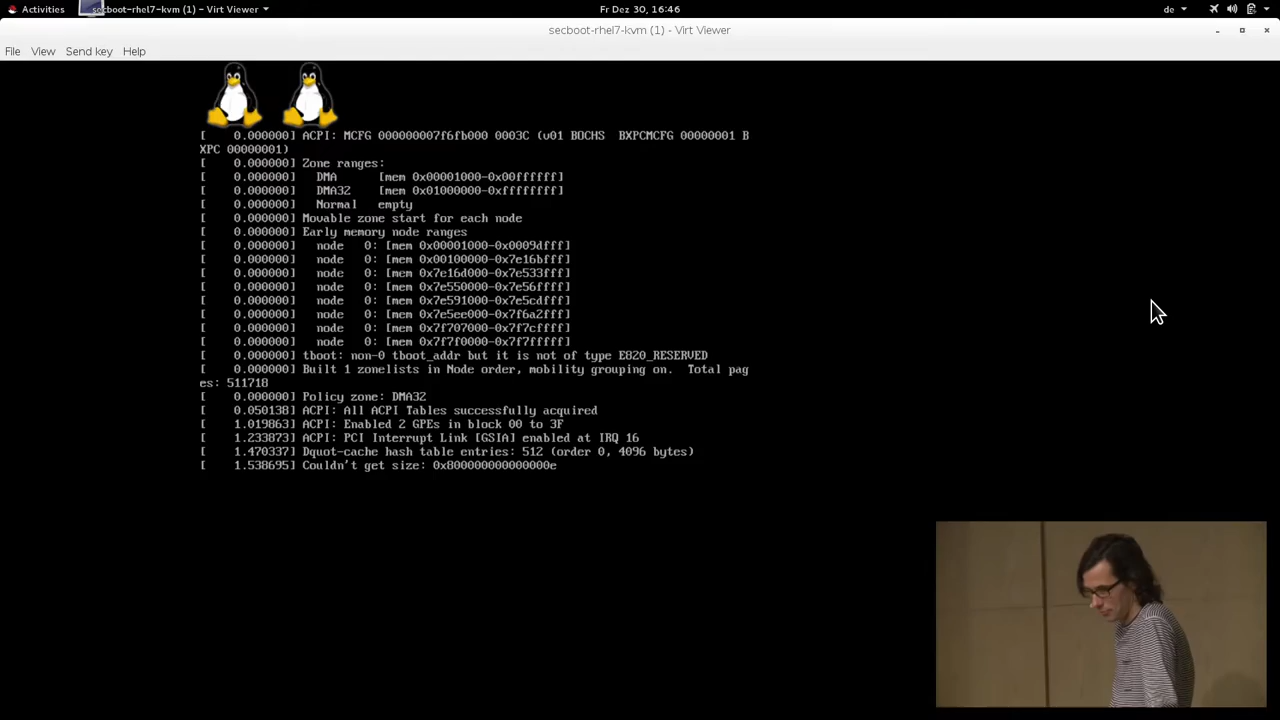 Activities secboot-rhel7-kvm (1) - Virt Viewer Fr Dez 30, 16:46 de
secboot-rhel7-kvm (1) - Virt Viewer
File View Send key Help
[    0.000000] ACPI: MCFG 000000007f6fb000 0003C (v01 BOCHS  BXPCMCFG 00000001 B
XPC 00000001)
[    0.000000] Zone ranges:
[    0.000000]   DMA      [mem 0x00001000-0x00ffffff]
[    0.000000]   DMA32    [mem 0x01000000-0xffffffff]
[    0.000000]   Normal   empty
[    0.000000] Movable zone start for each node
[    0.000000] Early memory node ranges
[    0.000000]   node   0: [mem 0x00001000-0x0009dfff]
[    0.000000]   node   0: [mem 0x00100000-0x7e16bfff]
[    0.000000]   node   0: [mem 0x7e16d000-0x7e533fff]
[    0.000000]   node   0: [mem 0x7e550000-0x7e56ffff]
[    0.000000]   node   0: [mem 0x7e591000-0x7e5cdfff]
[    0.000000]   node   0: [mem 0x7e5ee000-0x7f6a2fff]
[    0.000000]   node   0: [mem 0x7f707000-0x7f7cffff]
[    0.000000]   node   0: [mem 0x7f7f0000-0x7f7fffff]
[    0.000000] tboot: non-0 tboot_addr but it is not of type E820_RESERVED
[    0.000000] Built 1 zonelists in Node order, mobility grouping on.  Total pag
es: 511718
[    0.000000] Policy zone: DMA32
[    0.050138] ACPI: All ACPI Tables successfully acquired
[    1.019863] ACPI: Enabled 2 GPEs in block 00 to 3F
[    1.233873] ACPI: PCI Interrupt Link [GSIA] enabled at IRQ 16
[    1.470337] Dquot-cache hash table entries: 512 (order 0, 4096 bytes)
[    1.538695] Couldn't get size: 0x800000000000000e